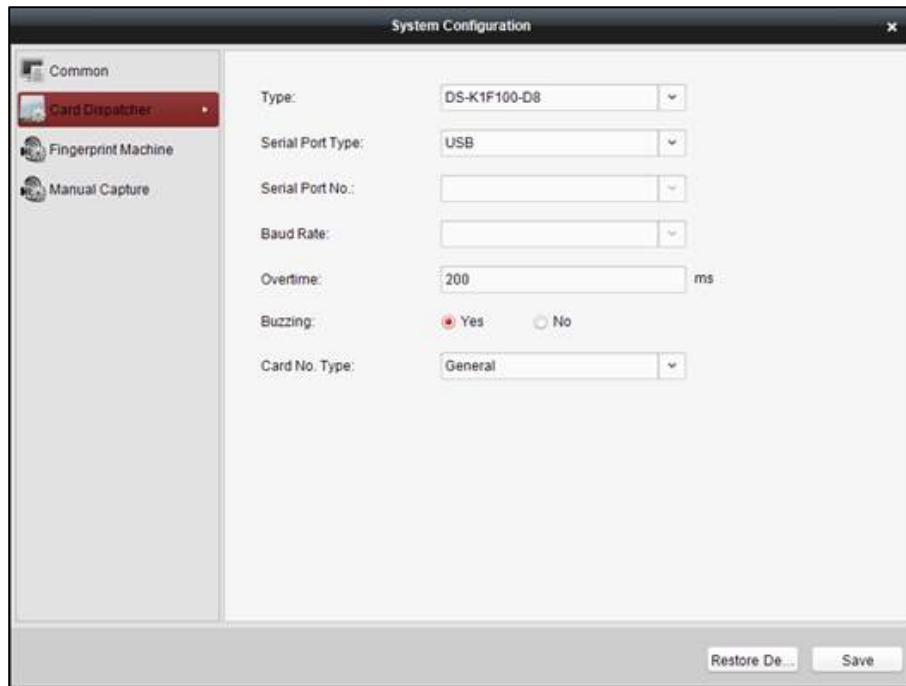 System Configuration
Common
Card Dispatcher
Fingerprint Machine
Manual Capture
Type: DS-K1F100-D8
Serial Port Type: USB
Serial Port No.:
Baud Rate:
Overtime: 200 ms
Buzzing: Yes No
Card No. Type: General
Restore De... Save